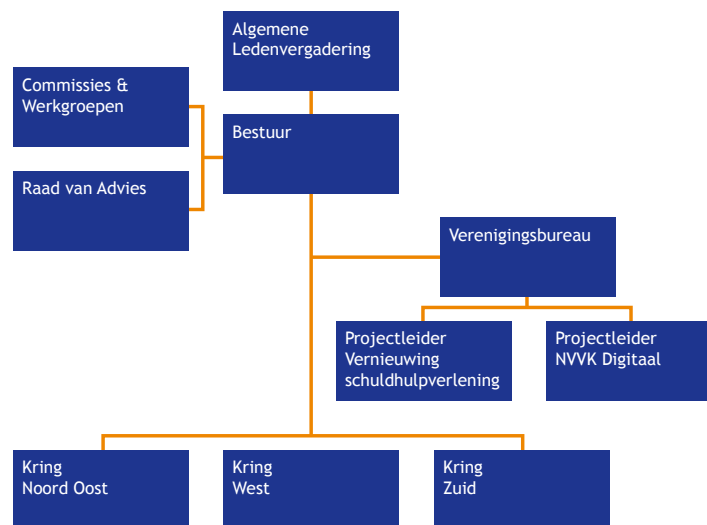 Algemene
Ledenvergadering
Commissies &
Werkgroepen
Bestuur
Raad van Advies
Verenigingsbureau
Projectleider
Vernieuwing
schuldhulpverlening
Projectleider
NVVK Digitaal
Kring
Noord Oost
Kring
West
Kring
Zuid